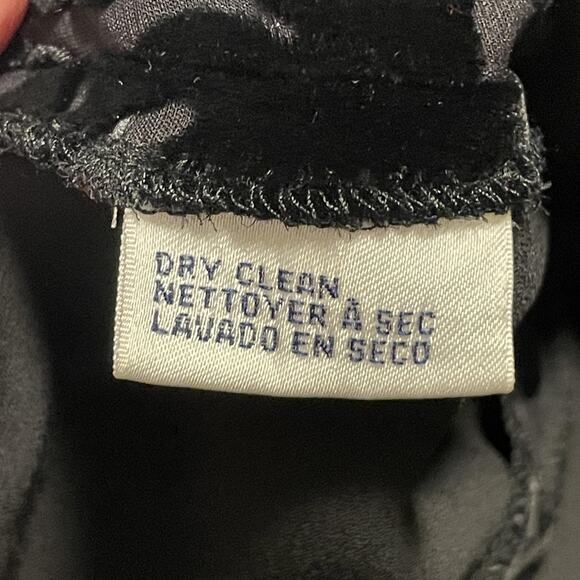 DRY CLEAN
NETTOYER À SEC
LAVADO EN SECO